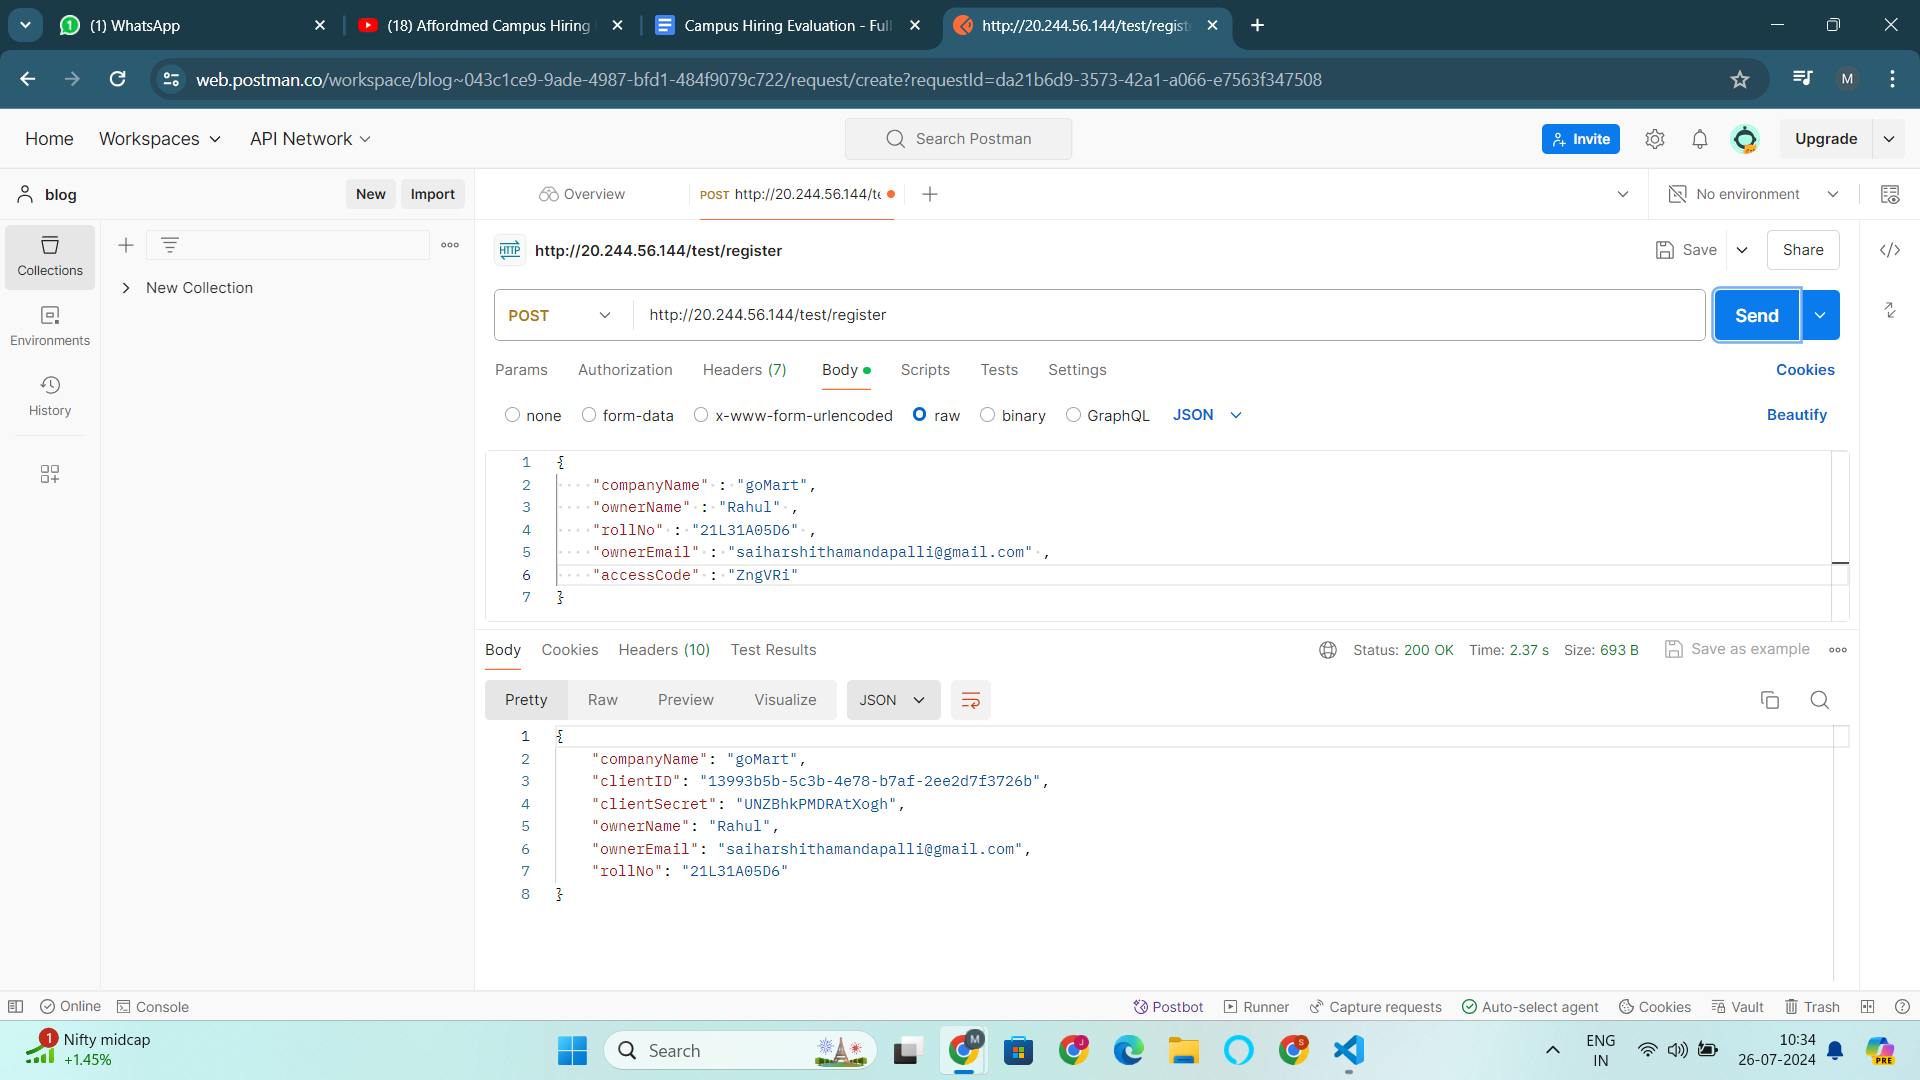 (1) WhatsApp
(18) Affordmed Campus Hiring
Campus Hiring Evaluation - Full
http://20.244.56.144/test/regist
web.postman.co/workspace/blog~043c1ce9-9ade-4987-bfd1-484f9079c722/request/create?requestId=da21b6d9-3573-42a1-a066-e7563f347508
M
Home Workspaces API Network
Search Postman
Invite
Upgrade
blog
New Import
Overview
POST http://20.244.56.144/te
No environment
Collections
New Collection
Environments
History
HTTP http://20.244.56.144/test/register
Save
Share
POST http://20.244.56.144/test/register
Send
Params Authorization Headers (7) Body Scripts Tests Settings
Cookies
none form-data x-www-form-urlencoded raw binary GraphQL JSON
Beautify
1 {
2 "companyName" : "goMart",
3 "ownerName" : "Rahul" ,
4 "rollNo" : "21L31A05D6" ,
5 "ownerEmail" : "saiharshithamandapalli@gmail.com" ,
6 "accessCode" : "ZngVRi"
7 }
Body Cookies Headers (10) Test Results
Status: 200 OK Time: 2.37 s Size: 693 B
Save as example
Pretty Raw Preview Visualize JSON
1 {
2 "companyName": "goMart",
3 "clientID": "13993b5b-5c3b-4e78-b7af-2ee2d7f3726b",
4 "clientSecret": "UNZBhkPMDRAtXogh",
5 "ownerName": "Rahul",
6 "ownerEmail": "saiharshithamandapalli@gmail.com",
7 "rollNo": "21L31A05D6"
8 }
Online Console
Postbot Runner Capture requests Auto-select agent Cookies Vault Trash
1
Nifty midcap
+1.45%
Search
M
J
S
ENG
IN
10:34
26-07-2024
PRE